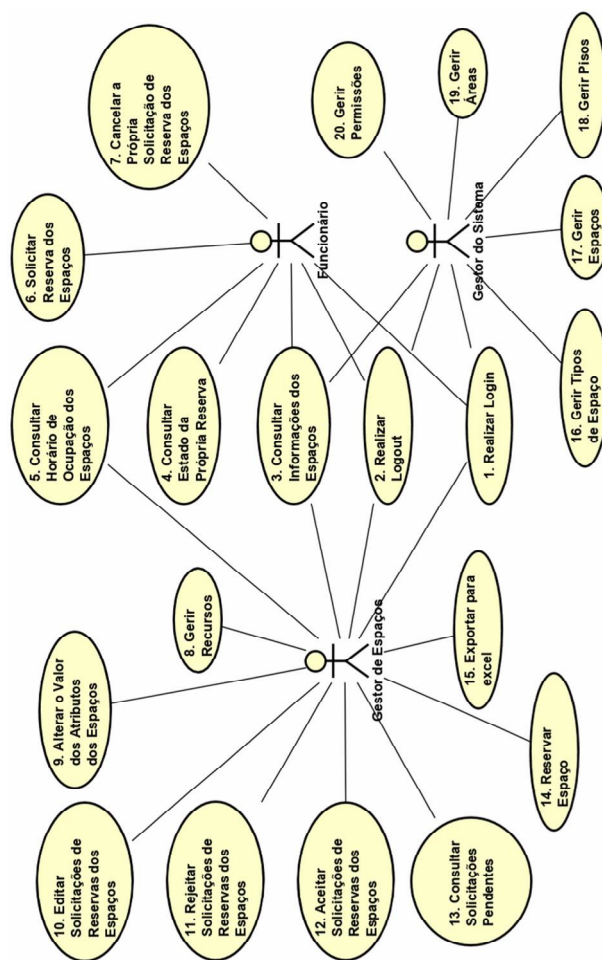 7. Cancelar a
Própria
Solicitação de
Reserva dos
Espaços
6. Solicitar
Reserva dos
Espaços
5. Consultar
Horário de
Ocupação dos
Espaços
4. Consultar
Estado da
Própria Reserva
3. Consultar
Informações dos
Espaços
2. Realizar
Logout
1. Realizar Login
Funcionário
20. Gerir
Permissões
19. Gerir
Áreas
18. Gerir Pisos
17. Gerir
Espaços
16. Gerir Tipos
de Espaço
Gestor do Sistema
8. Gerir
Recursos
9. Alterar o Valor
dos Atributos
dos Espaços
10. Editar
Solicitações de
Reservas dos
Espaços
11. Rejeitar
Solicitações de
Reservas dos
Espaços
12. Aceitar
Solicitações de
Reservas dos
Espaços
13. Consultar
Solicitações
Pendentes
14. Reservar
Espaço
15. Exportar para
excel
Gestor de Espaços